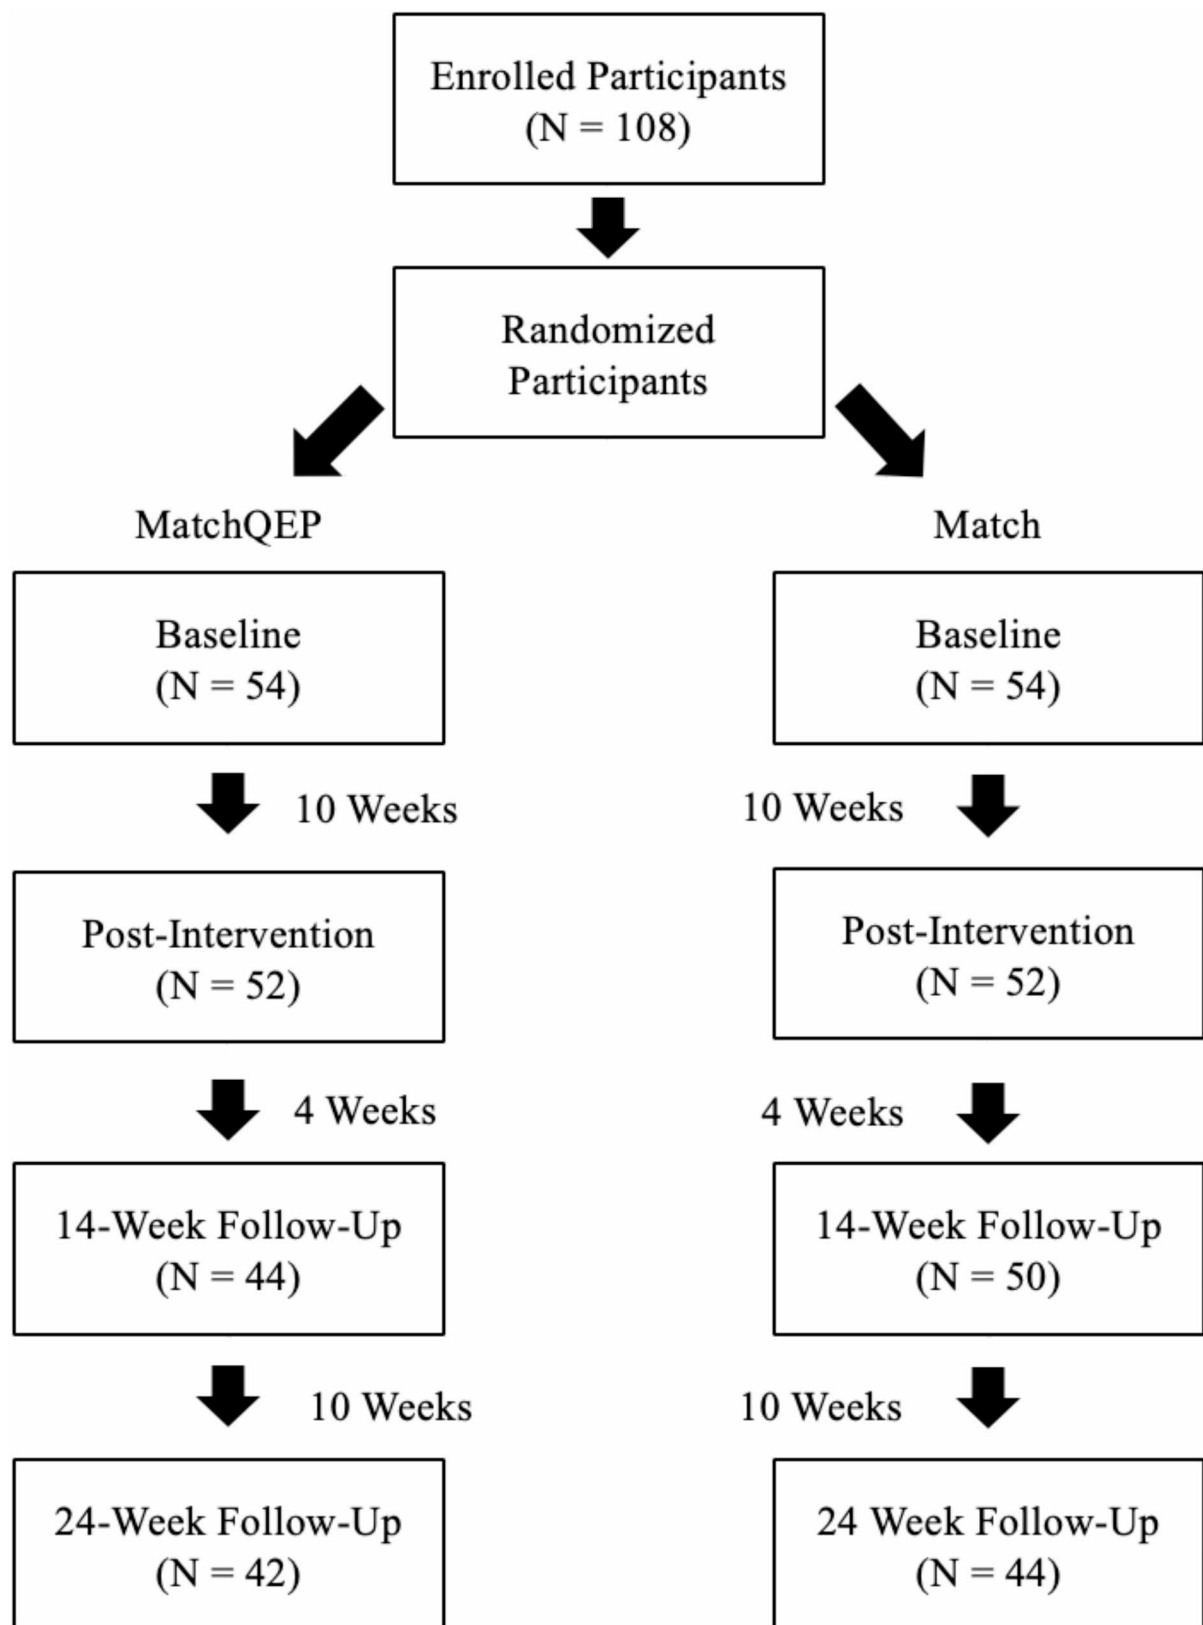 Enrolled Participants
(N = 108)
Randomized
Participants
MatchQEP
Match
Baseline
(N = 54)
Baseline
(N = 54)
10 Weeks
10 Weeks
Post-Intervention
(N = 52)
Post-Intervention
(N = 52)
4 Weeks
4 Weeks
14-Week Follow-Up
(N = 44)
14-Week Follow-Up
(N = 50)
10 Weeks
10 Weeks
24-Week Follow-Up
(N = 42)
24 Week Follow-Up
(N = 44)